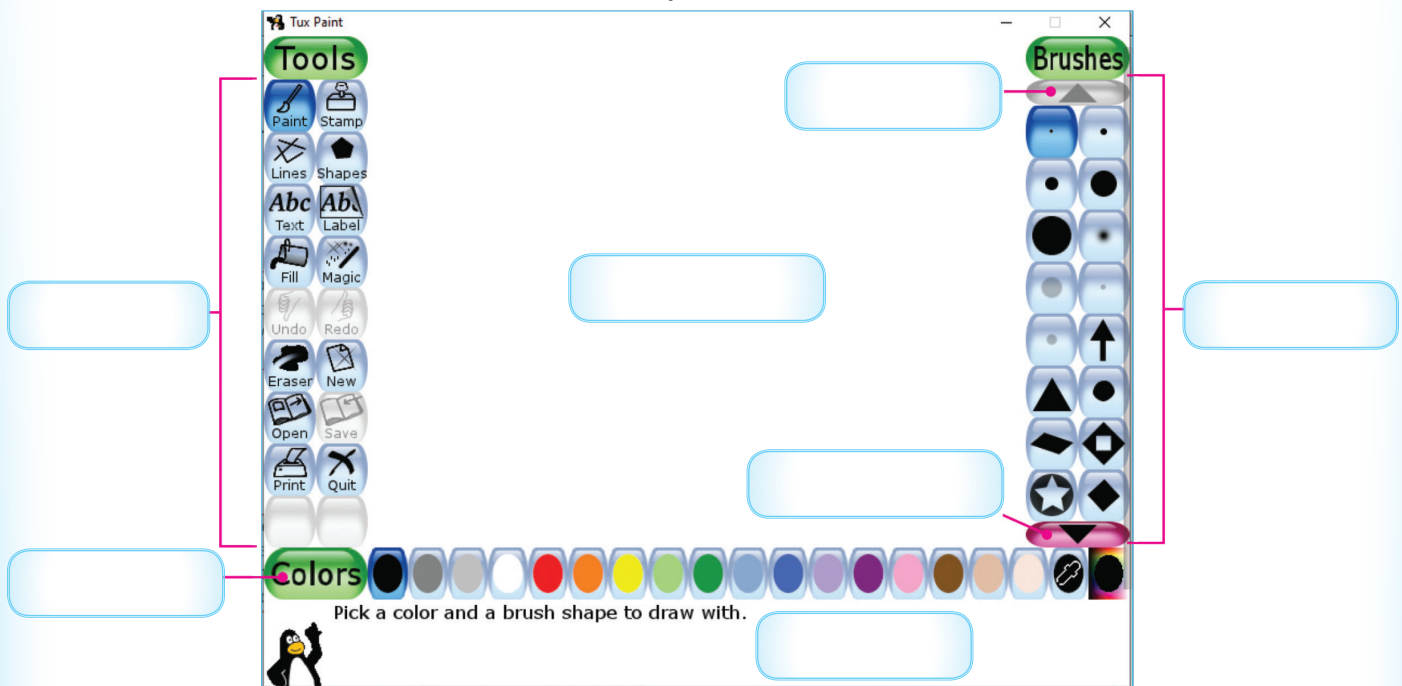 Tux Paint
Tools
Brushes
Paint Stamp
Lines Shapes
Abc Abc
Text Label
Fill Magic
Undo Redo
Eraser New
Open Save
Print Quit
Colors
Pick a color and a brush shape to draw with.